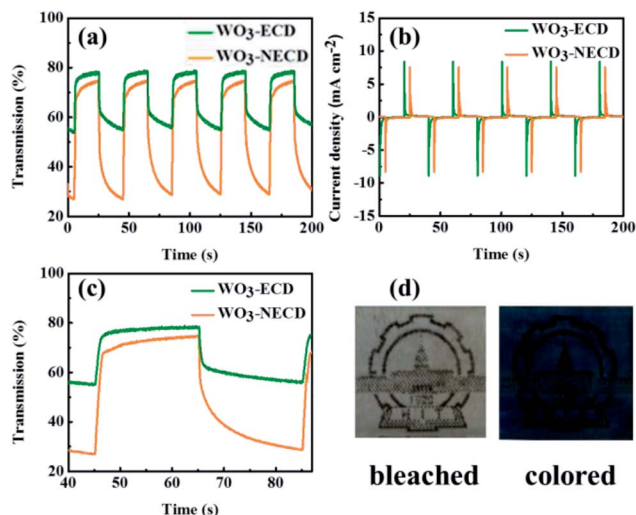 (a)
WO3-ECD
WO3-NECD
Transmission (%)
100
80
60
40
20
0
50
100
150
200
Time (s)
(b)
WO3-ECD
WO3-NECD
Current density (mA cm-2)
15
10
5
0
-5
-10
-15
0
50
100
150
200
Time (s)
(c)
WO3-ECD
WO3-NECD
Transmission (%)
100
80
60
40
20
40
50
60
70
80
Time (s)
(d)
1920
H I T
bleached
colored